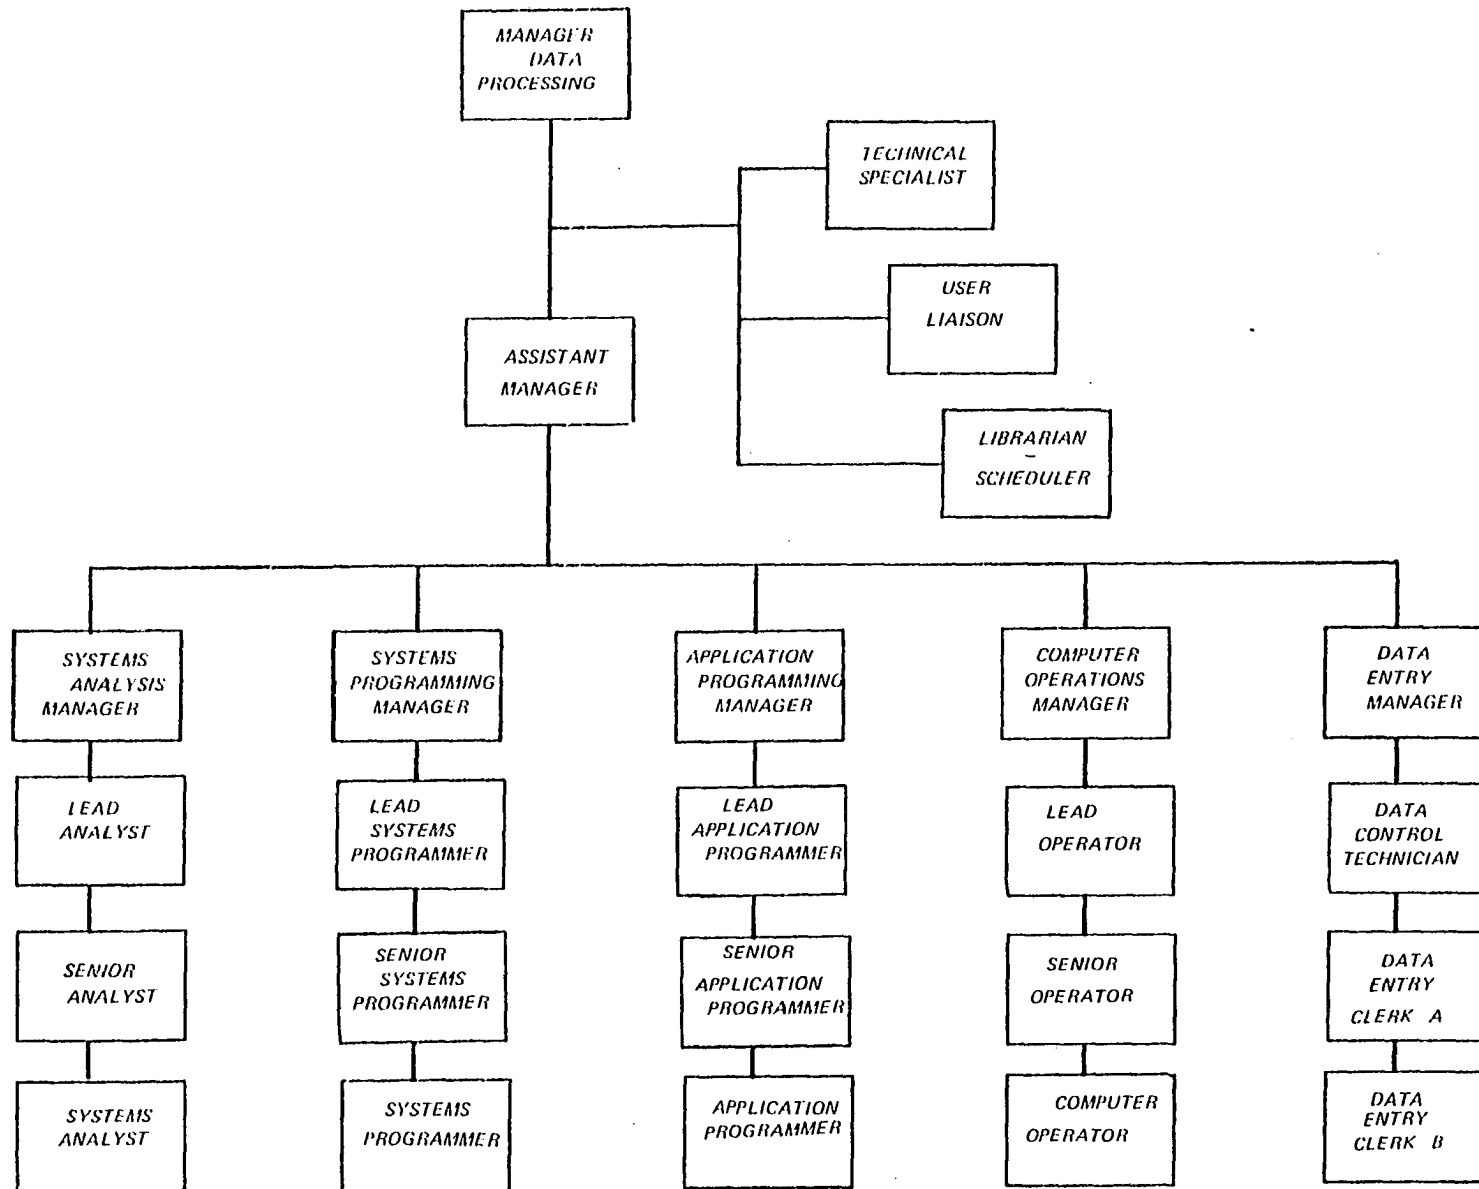 MANAGER
DATA
PROCESSING
TECHNICAL
SPECIALIST
USER
LIAISON
ASSISTANT
MANAGER
LIBRARIAN
–
SCHEDULER
SYSTEMS
ANALYSIS
MANAGER
SYSTEMS
PROGRAMMING
MANAGER
APPLICATION
PROGRAMMING
MANAGER
COMPUTER
OPERATIONS
MANAGER
DATA
ENTRY
MANAGER
LEAD
ANALYST
LEAD
SYSTEMS
PROGRAMMER
LEAD
APPLICATION
PROGRAMMER
LEAD
OPERATOR
DATA
CONTROL
TECHNICIAN
SENIOR
ANALYST
SENIOR
SYSTEMS
PROGRAMMER
SENIOR
APPLICATION
PROGRAMMER
SENIOR
OPERATOR
DATA
ENTRY
CLERK A
SYSTEMS
ANALYST
SYSTEMS
PROGRAMMER
APPLICATION
PROGRAMMER
COMPUTER
OPERATOR
DATA
ENTRY
CLERK B